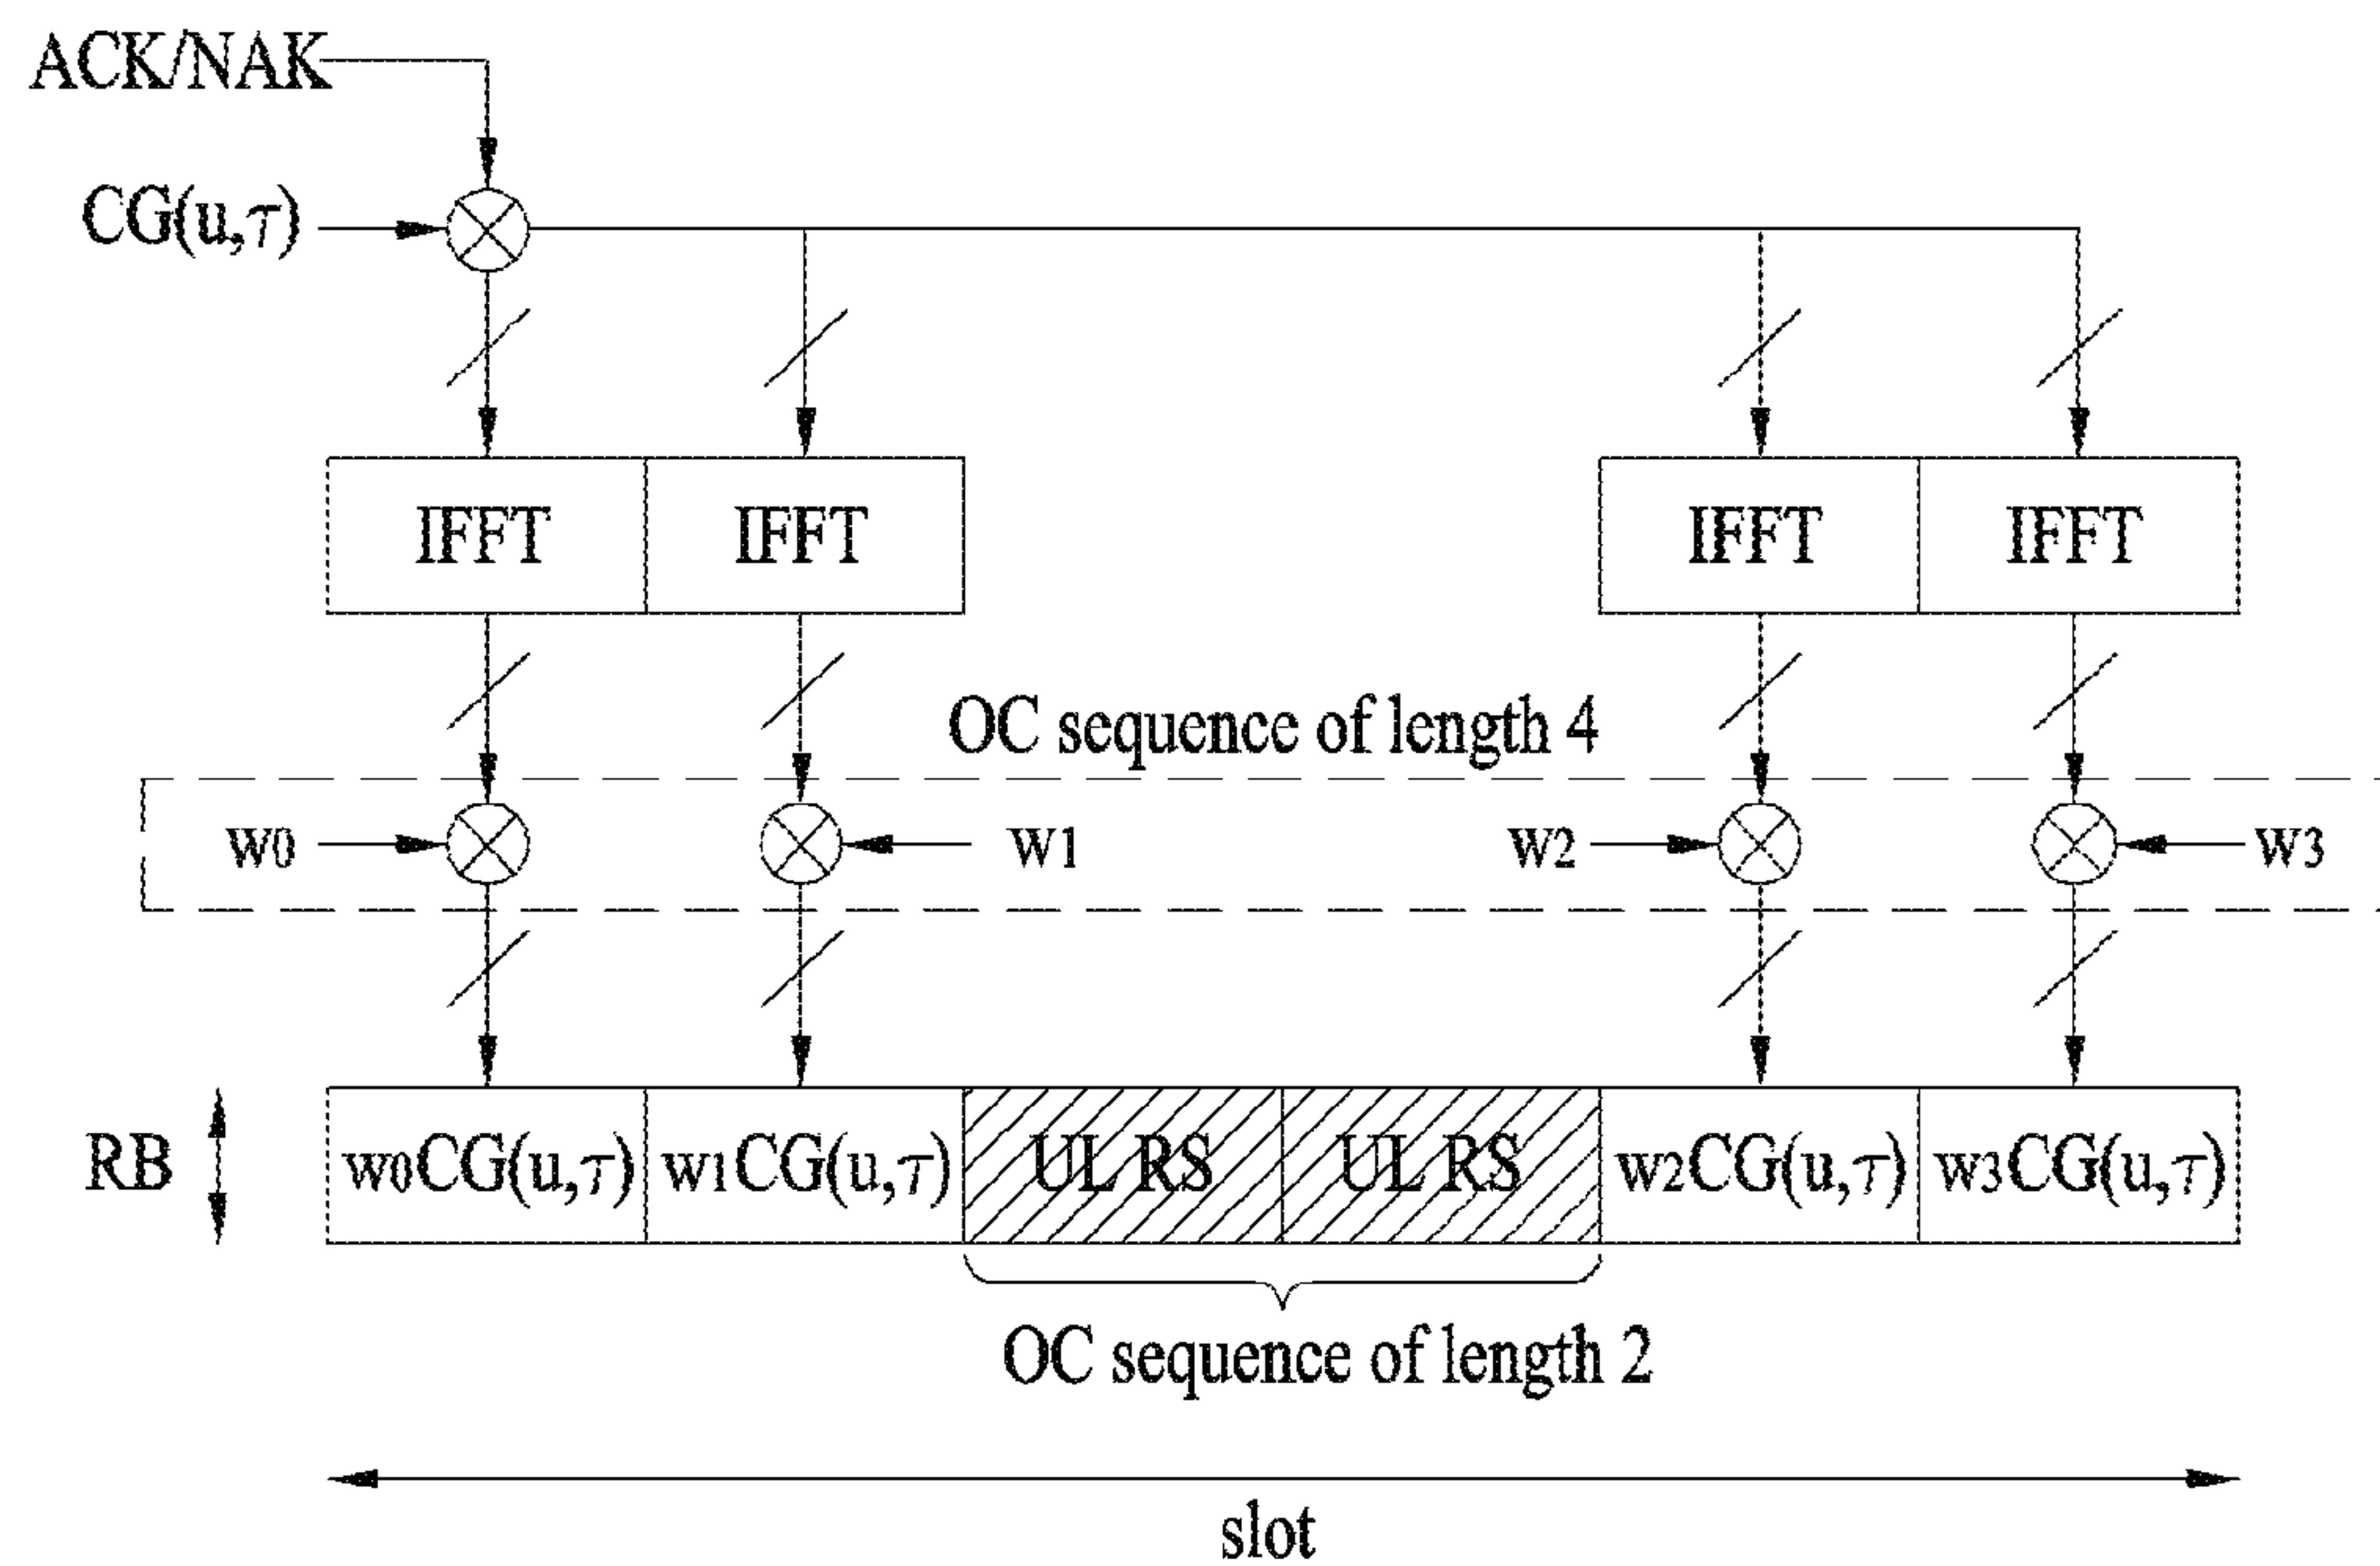 ACK/NAK
CG(u,τ)
IFFT IFFT IFFT IFFT
OC sequence of length 4
w0 w1 w2 w3
RB w0CG(u,τ) w1CG(u,τ) UL RS UL RS w2CG(u,τ) w3CG(u,τ)
OC sequence of length 2
slot